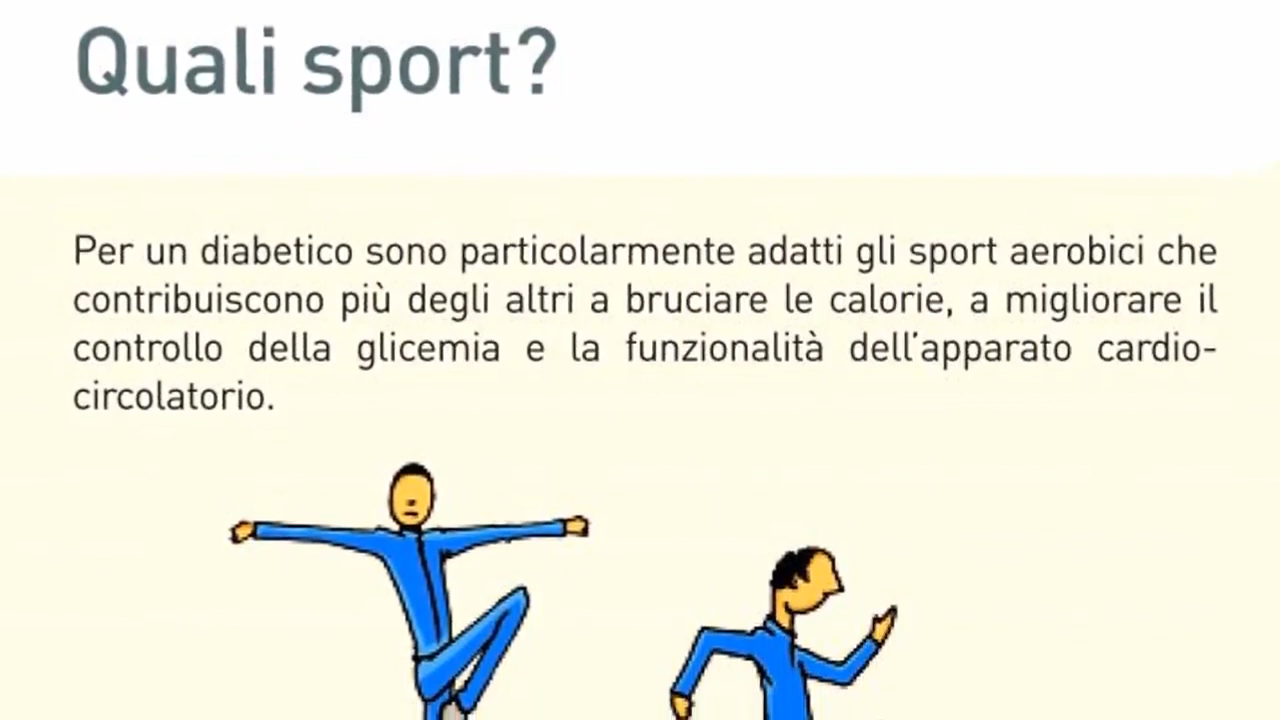 Quali sport?
Per un diabetico sono particolarmente adatti gli sport aerobici che
contribuiscono più degli altri a bruciare le calorie, a migliorare il
controllo della glicemia e la funzionalità dell'apparato cardio-
circolatorio.